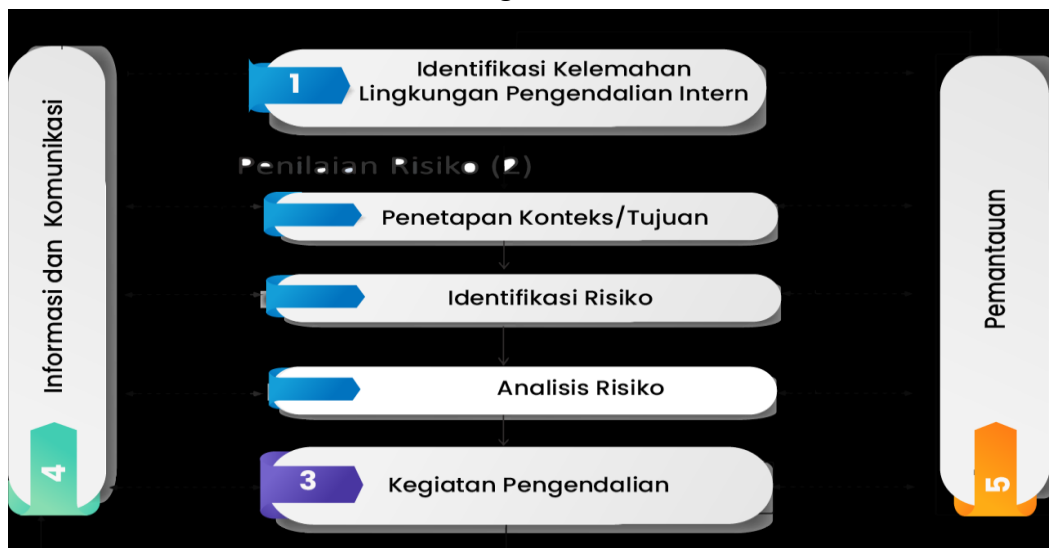 1
Identifikasi Kelemahan
Lingkungan Pengendalian Intern
Penilaian Risiko (2)
Penetapan Konteks/Tujuan
Identifikasi Risiko
Analisis Risiko
3
Kegiatan Pengendalian
Informasi dan Komunikasi
4
Pemantauan
5